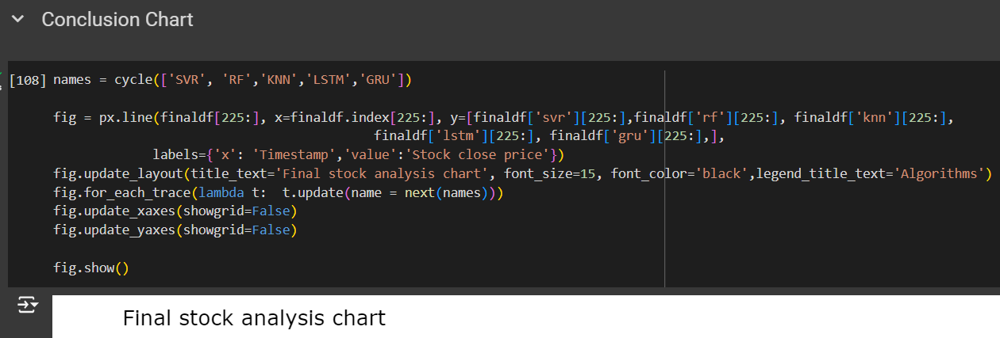 Conclusion Chart
[108] names = cycle(['SVR', 'RF','KNN','LSTM','GRU'])
fig = px.line(finaldf[225:], x=finaldf.index[225:], y=[finaldf['svr'][225:],finaldf['rf'][225:], finaldf['knn'][225:],
finaldf['lstm'][225:], finaldf['gru'][225:],],
labels={'x': 'Timestamp','value':'Stock close price'})
fig.update_layout(title_text='Final stock analysis chart', font_size=15, font_color='black',legend_title_text='Algorithms')
fig.for_each_trace(lambda t:  t.update(name = next(names)))
fig.update_xaxes(showgrid=False)
fig.update_yaxes(showgrid=False)
fig.show()
Final stock analysis chart